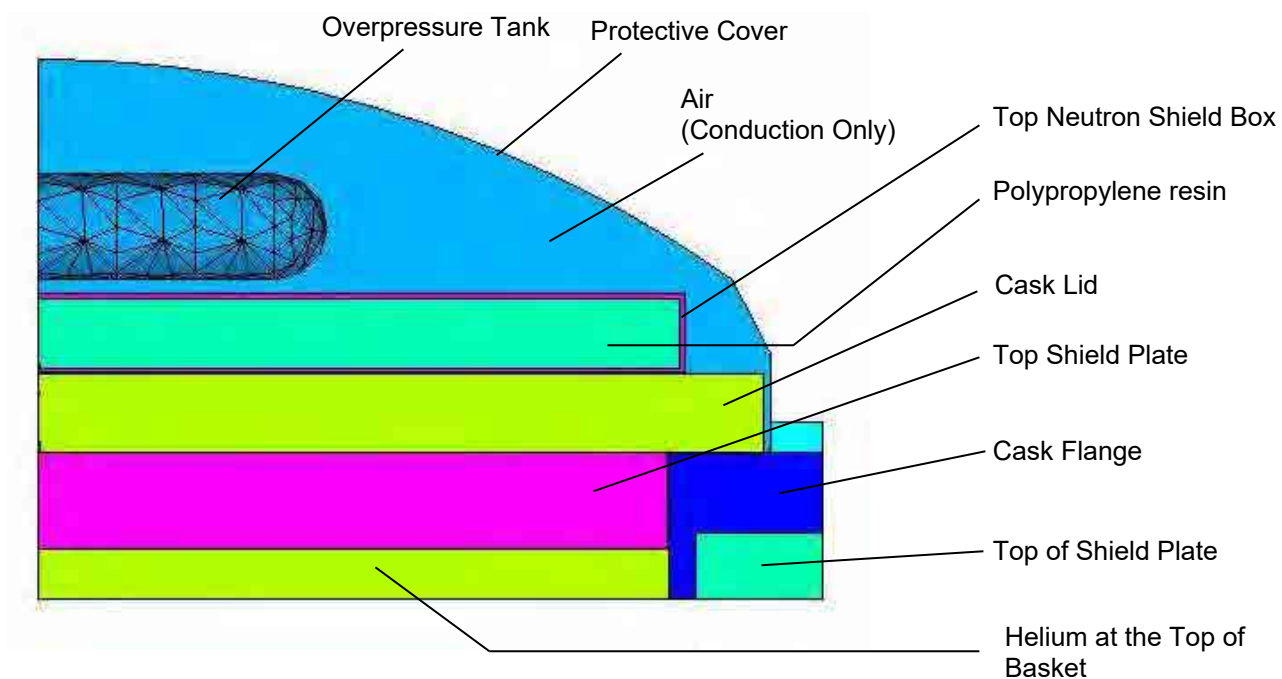 Overpressure Tank
Protective Cover
Air
(Conduction Only)
Top Neutron Shield Box
Polypropylene resin
Cask Lid
Top Shield Plate
Cask Flange
Top of Shield Plate
Helium at the Top of
Basket